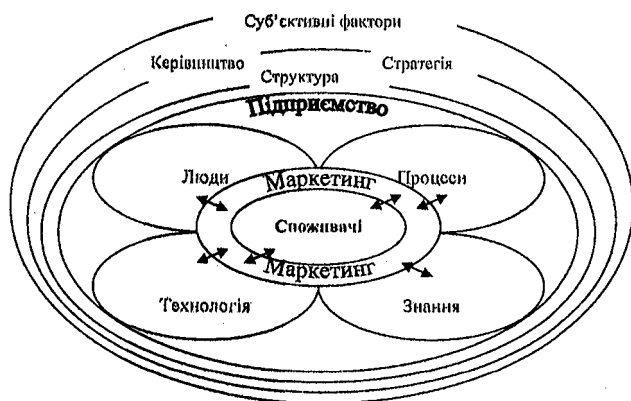 Суб'єктивні фактори
Керівництво
Стратегія
Структура
Підприємство
Люди
Маркетинг
Процеси
Споживачі
Маркетинг
Технологія
Знання